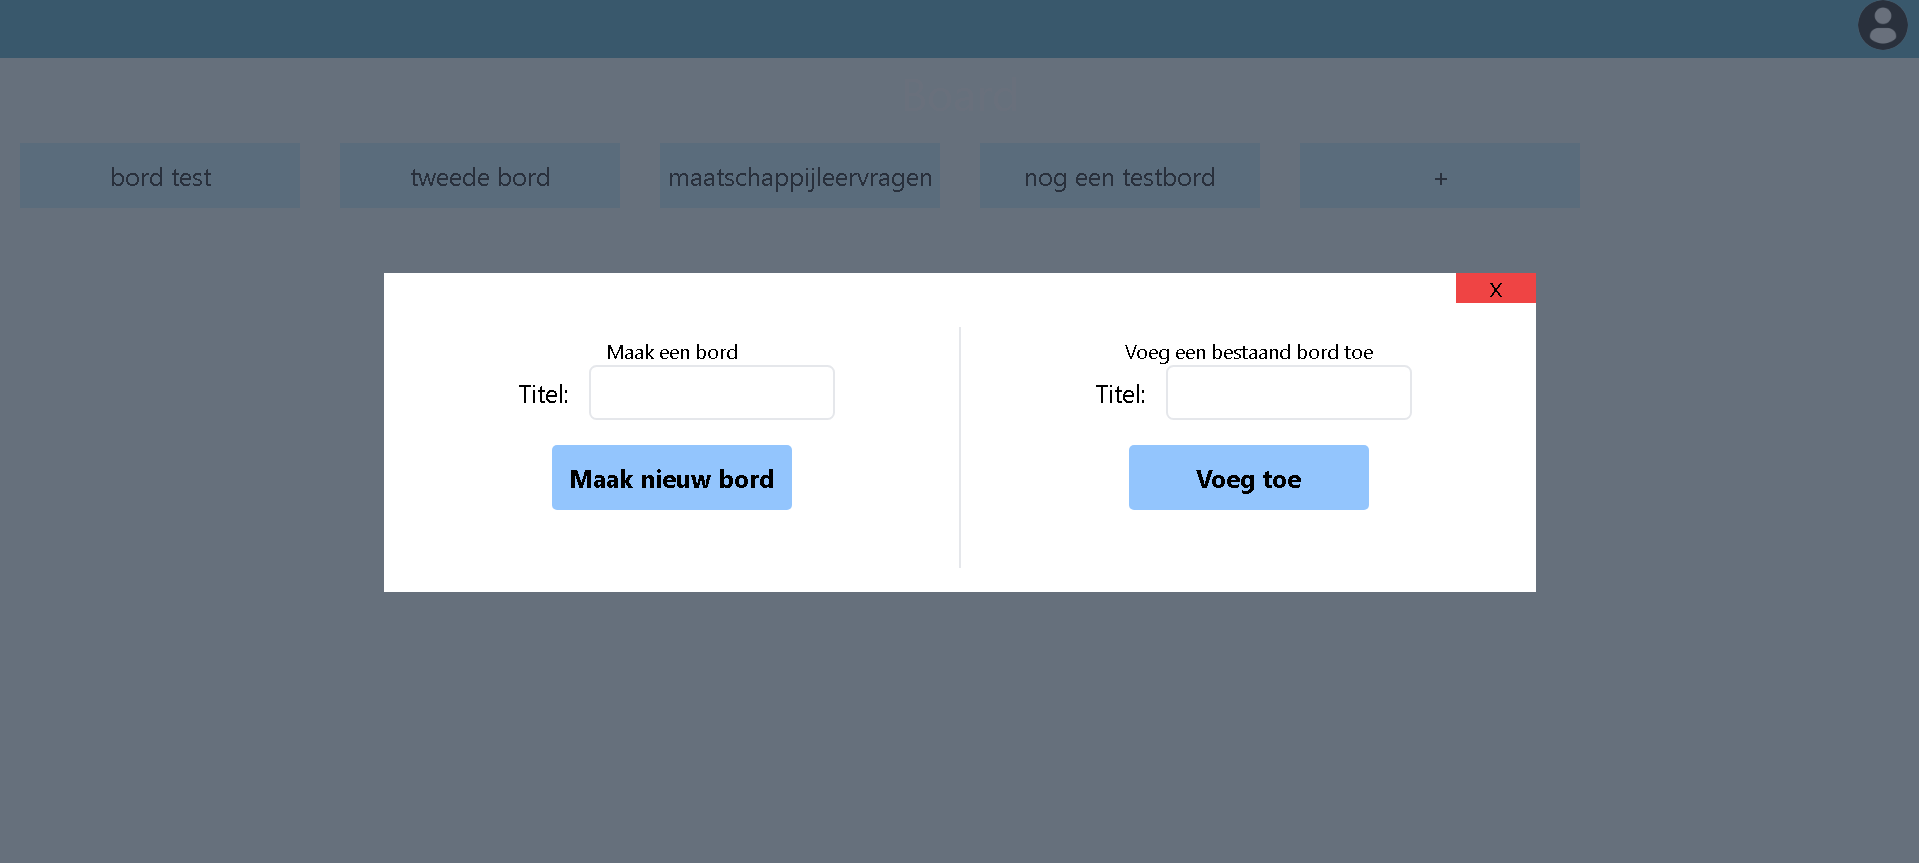 bord test
tweede bord
maatschappijleervragen
nog een testbord
+
X
Maak een bord
Titel:
Maak nieuw bord
Voeg een bestaand bord toe
Titel:
Voeg toe